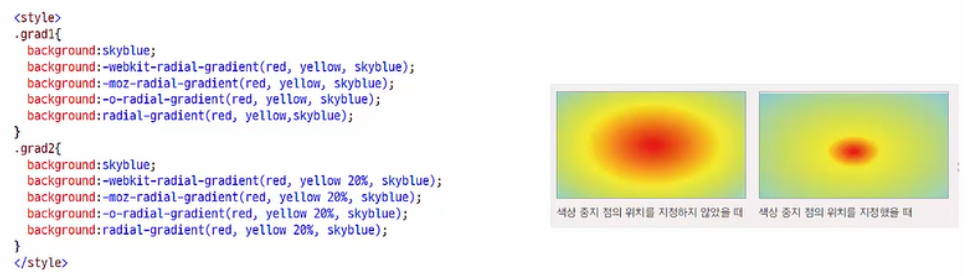 <style>
.grad1{
background:skyblue;
background:-webkit-radial-gradient(red, yellow, skyblue);
background:-moz-radial-gradient(red, yellow, skyblue);
background:-o-radial-gradient(red, yellow, skyblue);
background:radial-gradient(red, yellow,skyblue);
}
.grad2{
background:skyblue;
background:-webkit-radial-gradient(red, yellow 20%, skyblue);
background:-moz-radial-gradient(red, yellow 20%, skyblue);
background:-o-radial-gradient(red, yellow 20%, skyblue);
background:radial-gradient(red, yellow 20%, skyblue);
}
</style>
색상 중지 점의 위치를 지정하지 않았을 때
색상 중지 점의 위치를 지정했을 때